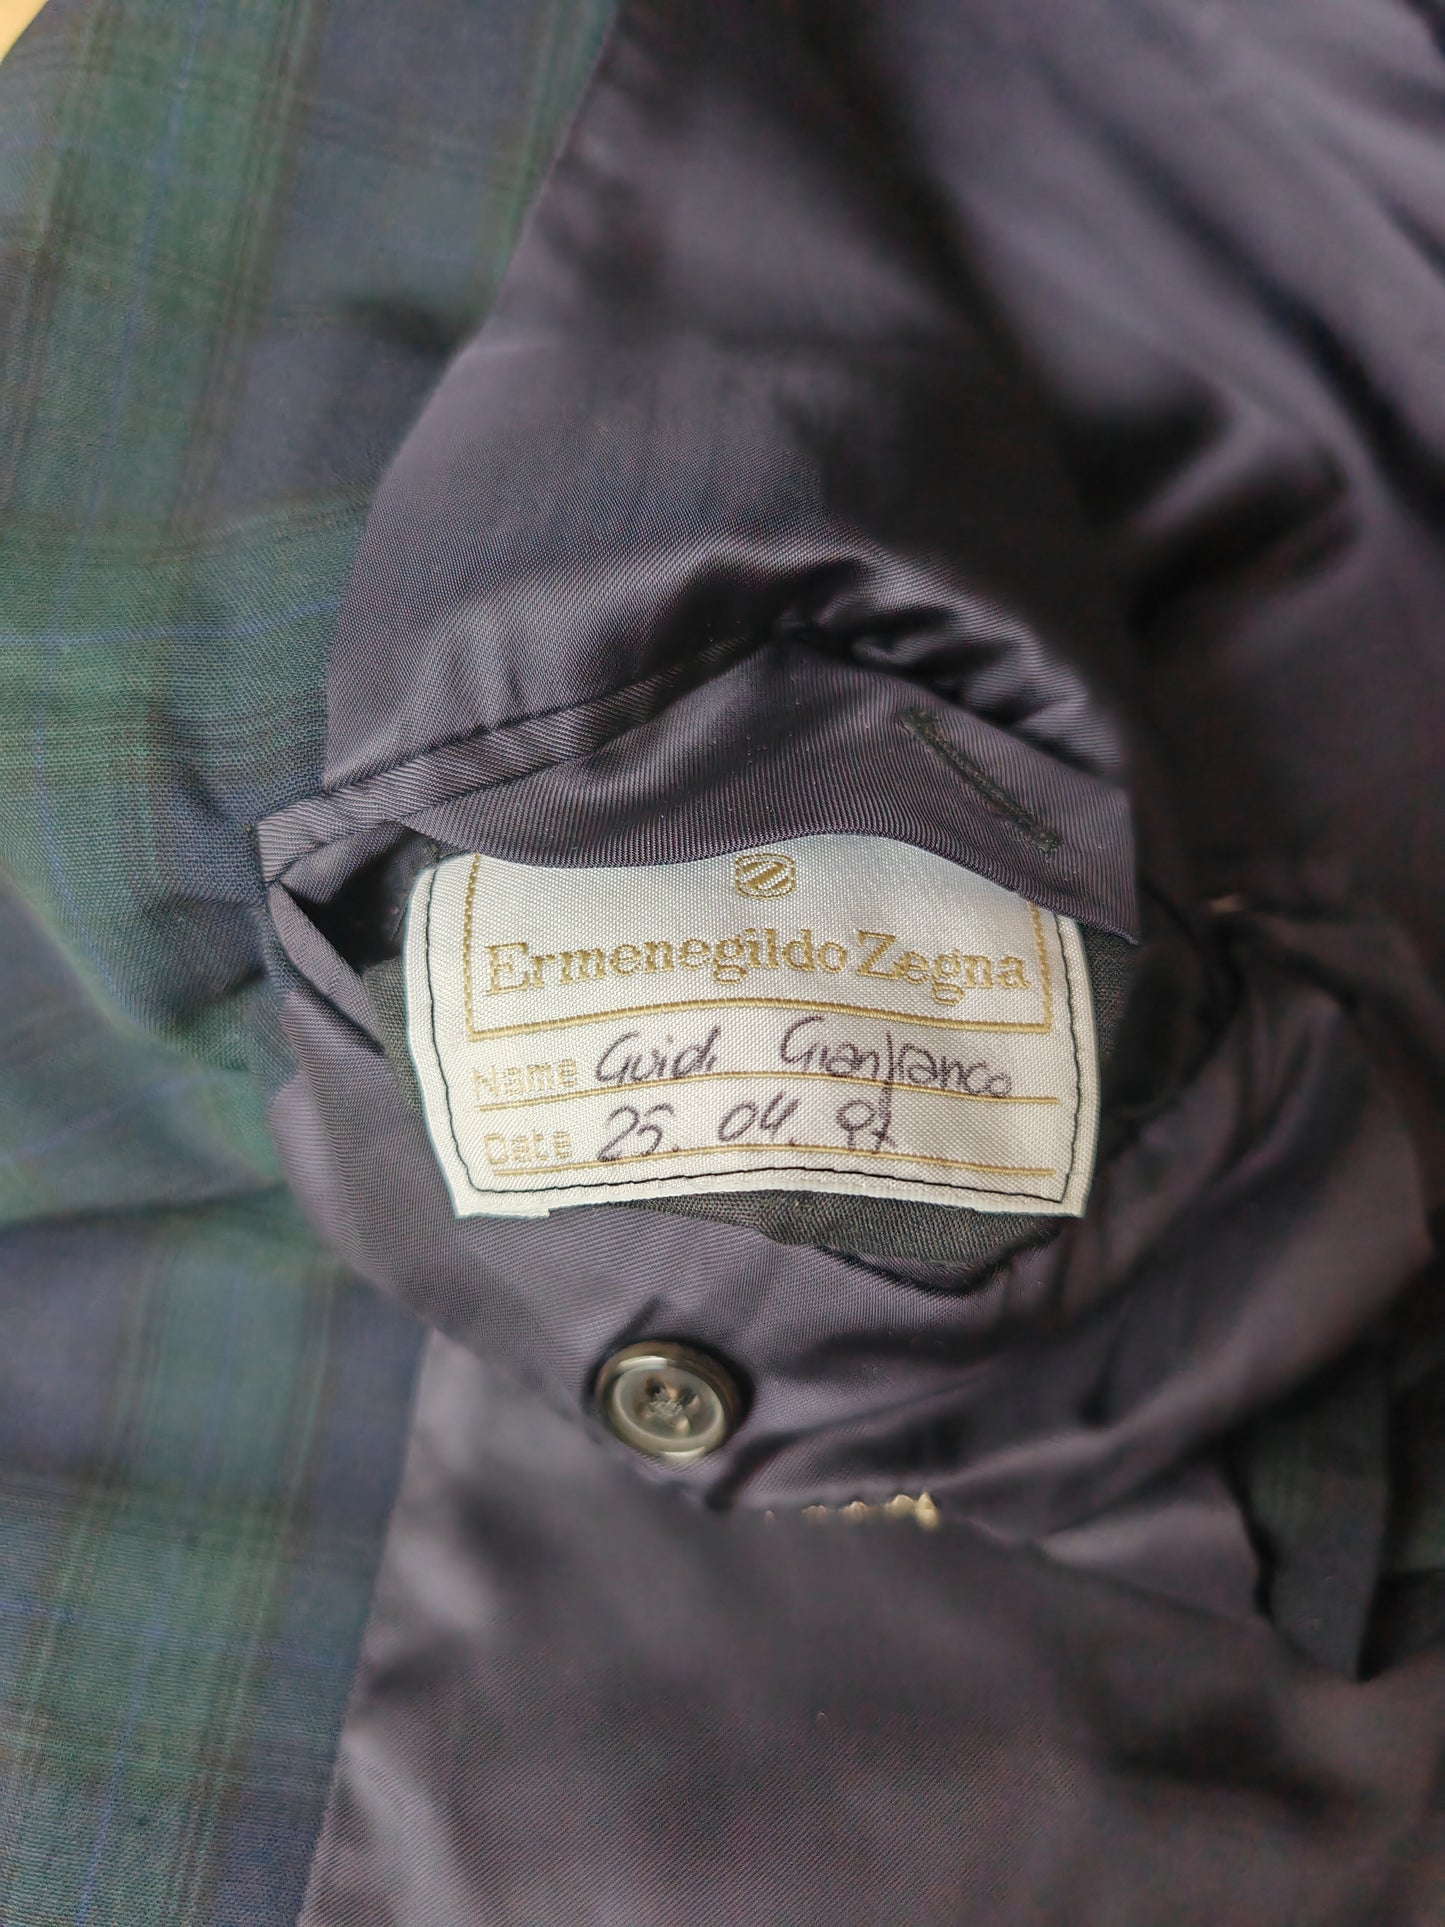 Ermenegildo Zegna
Name Guidi Gianfranco
Date 25.04.97